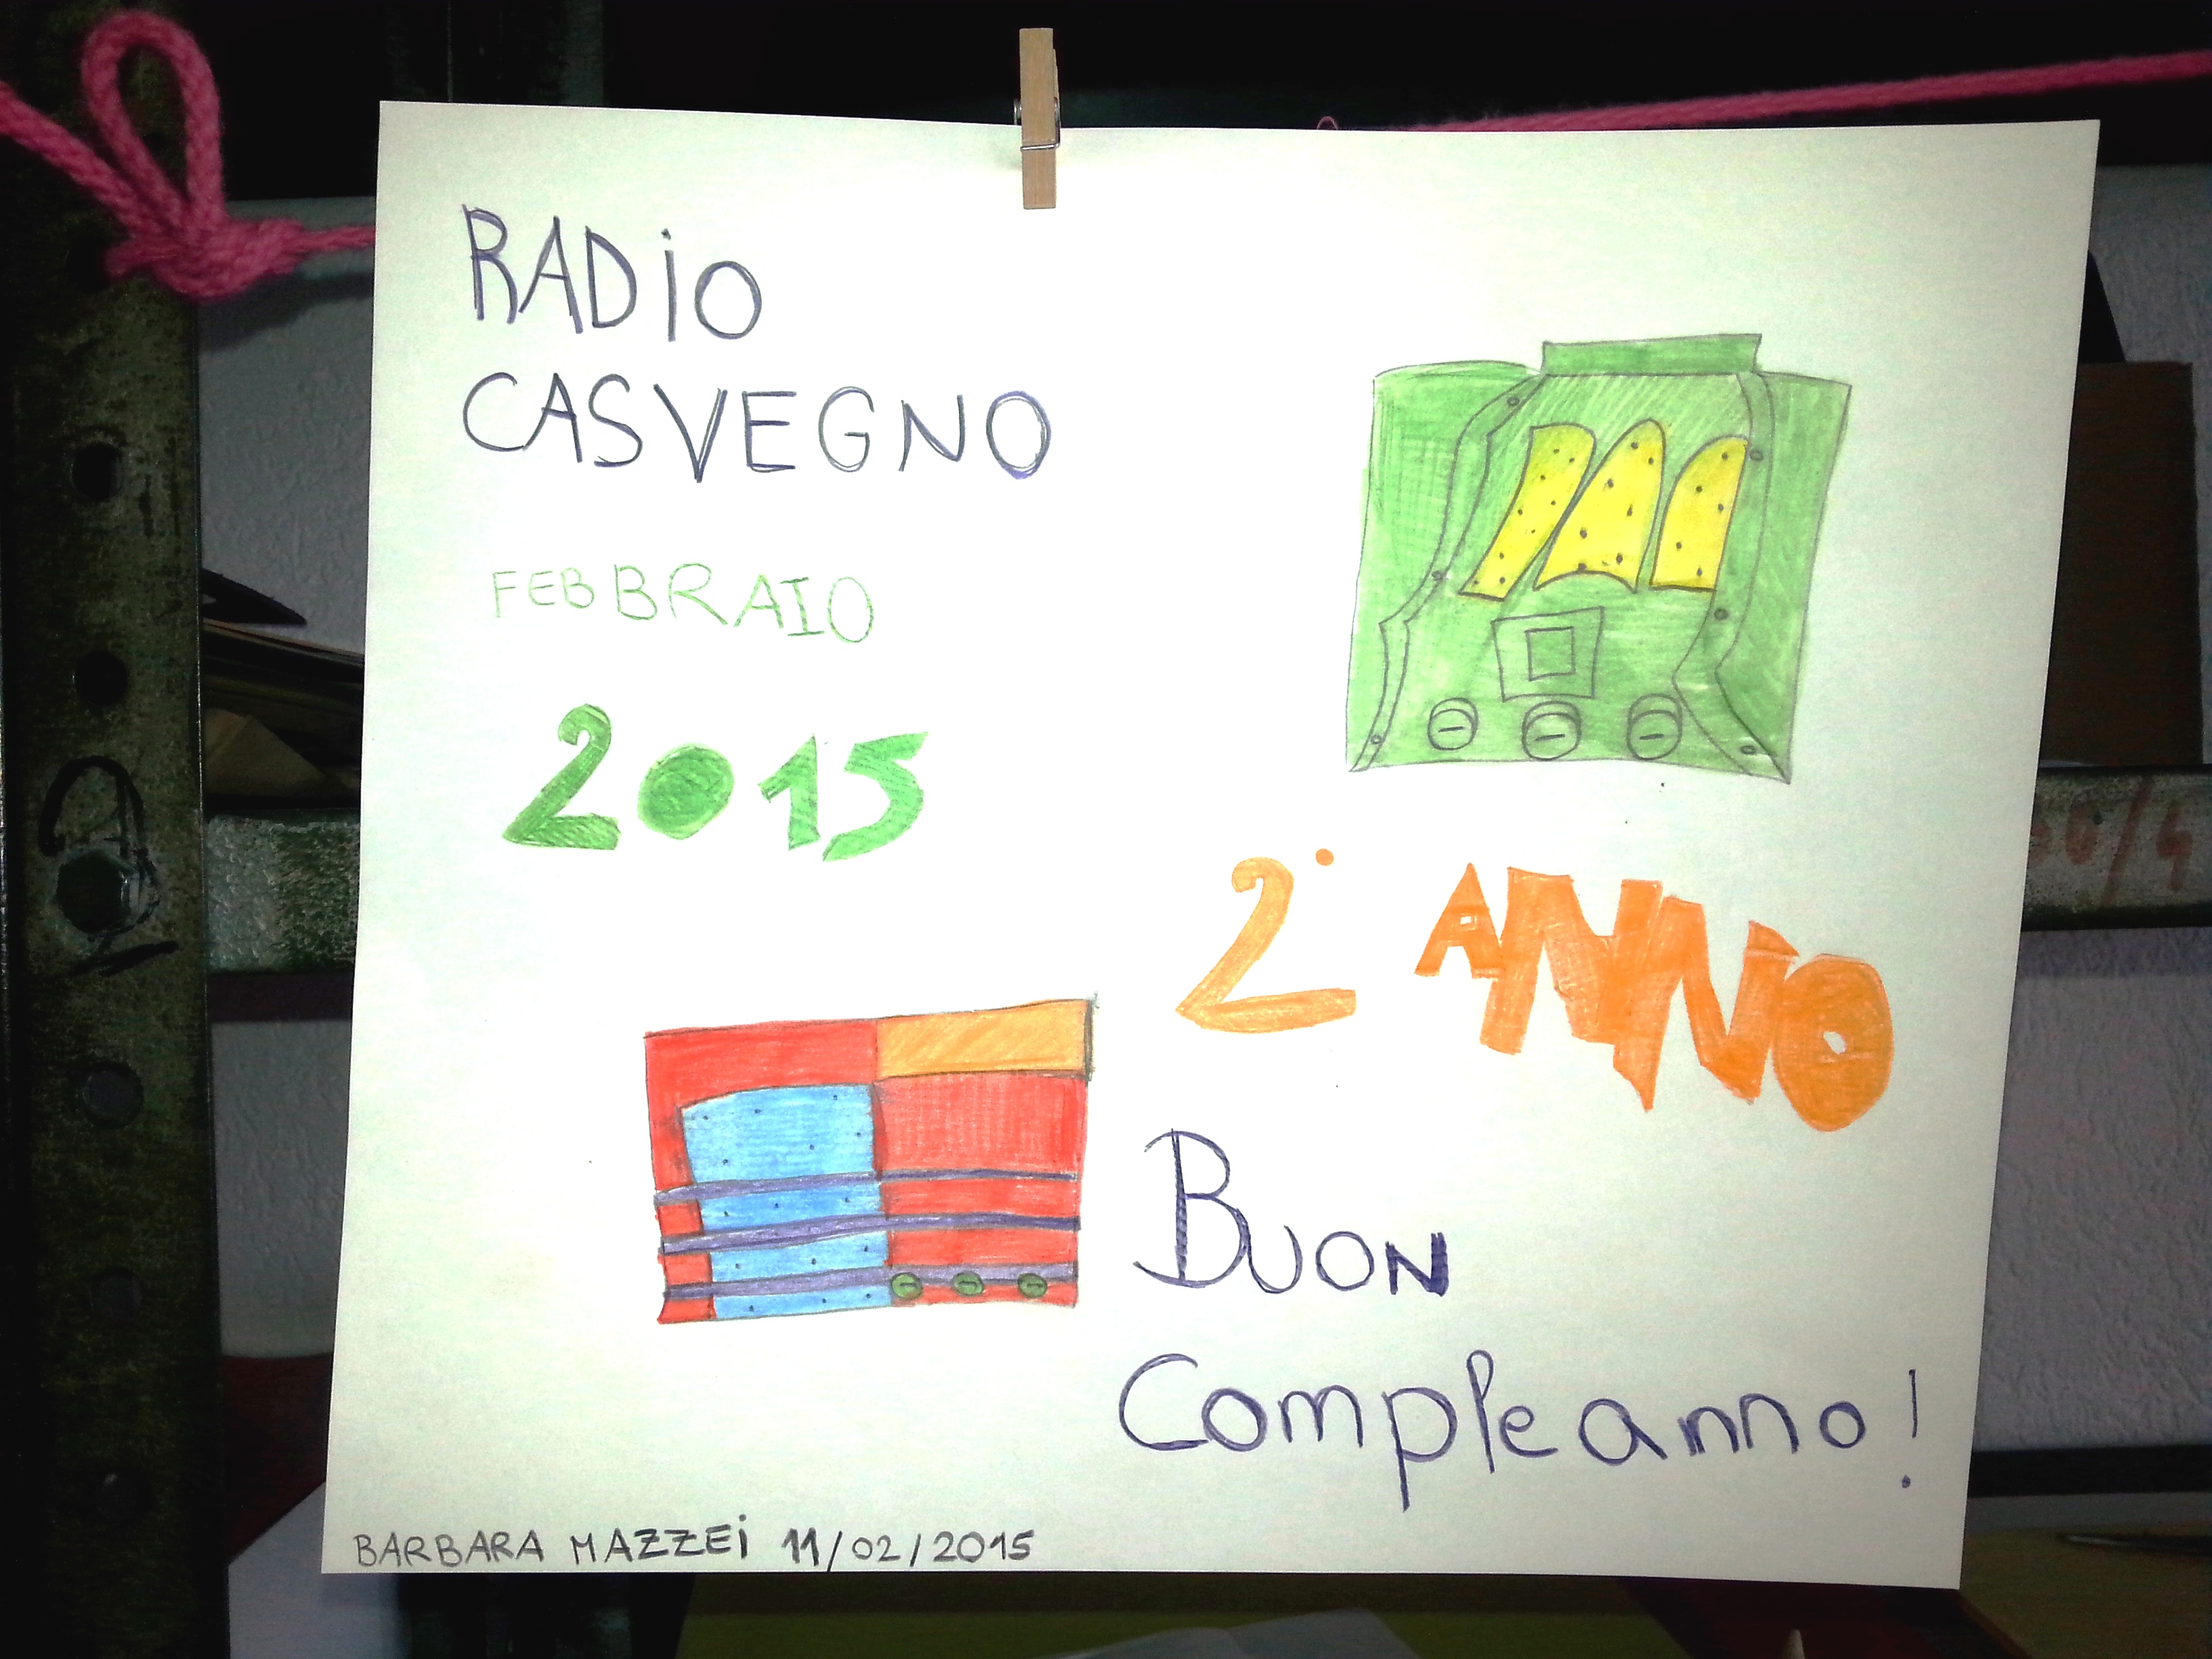 RADiO
CASVEGNO
FEBBRAIO
2015
2° ANNO
BUON
Compleanno!
BARBARA MAZZEi 11/02/2015